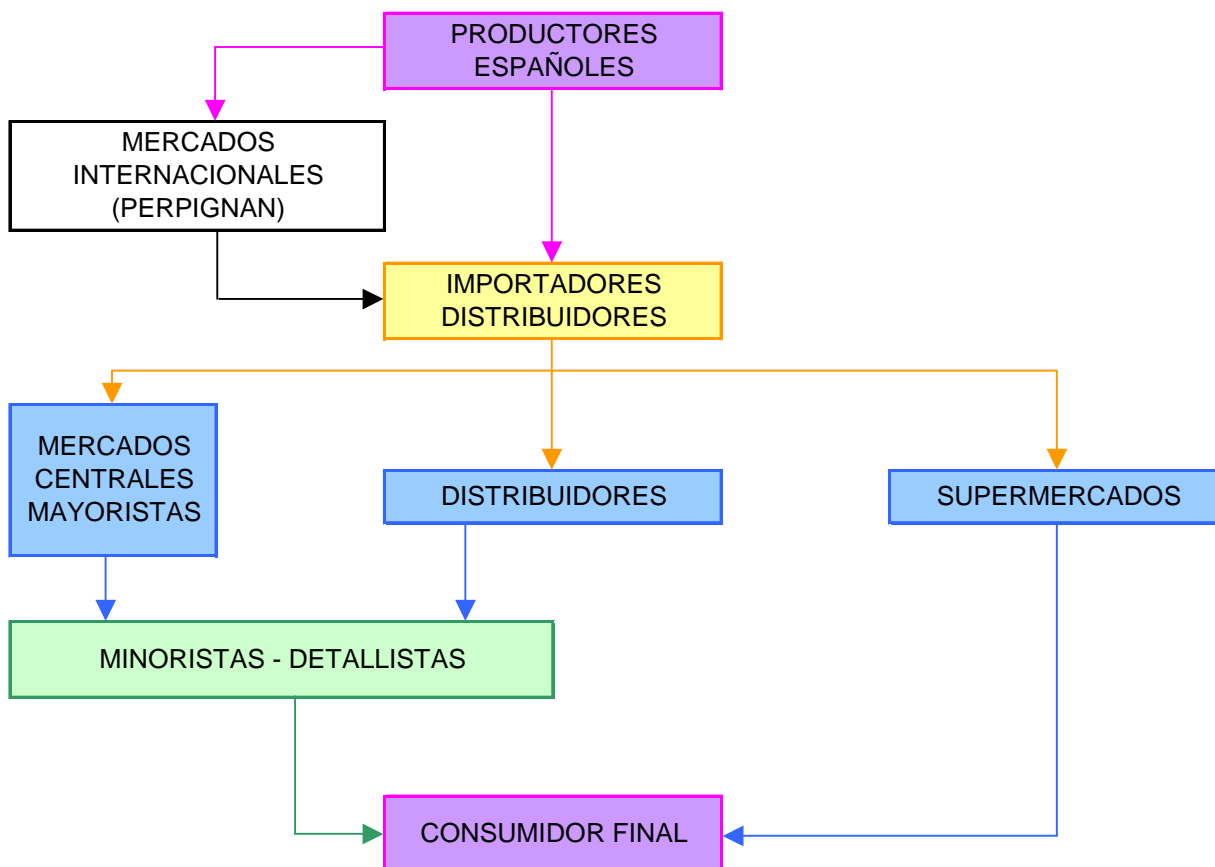 PRODUCTORES
ESPAÑOLES
MERCADOS
INTERNACIONALES
(PERPIGNAN)
IMPORTADORES
DISTRIBUIDORES
MERCADOS
CENTRALES
MAYORISTAS
DISTRIBUIDORES
SUPERMERCADOS
MINORISTAS - DETALLISTAS
CONSUMIDOR FINAL